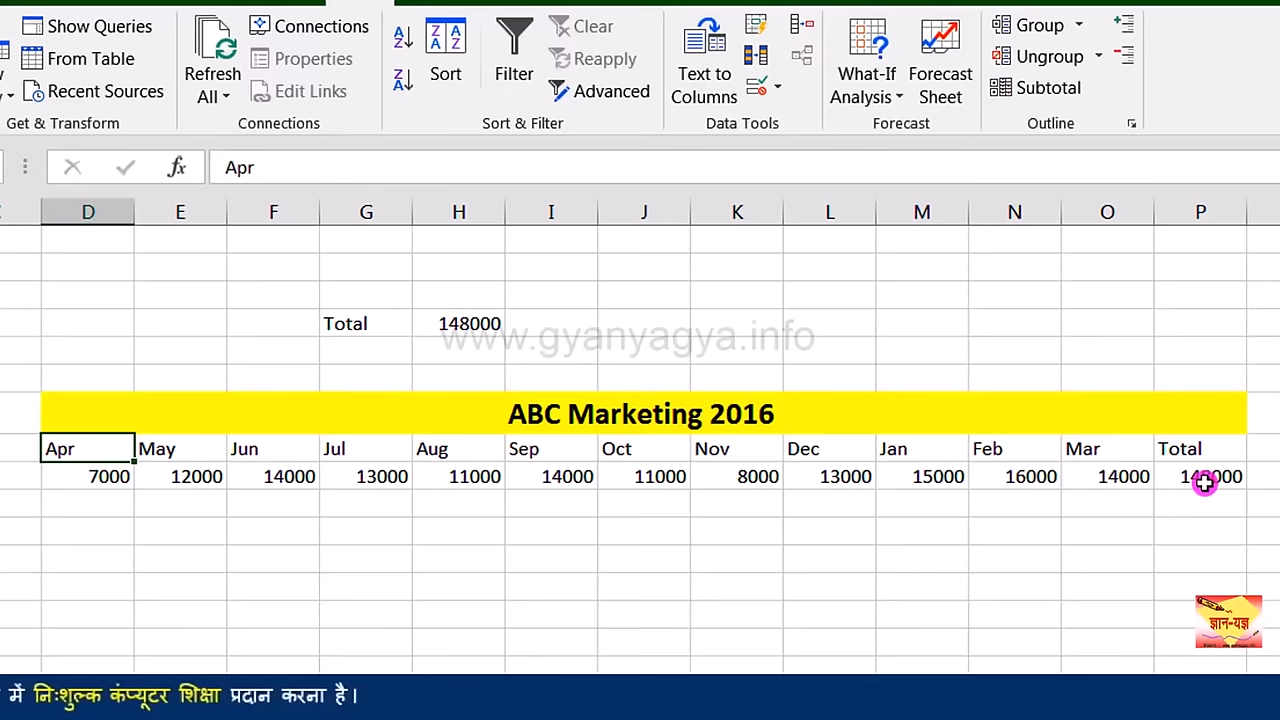 Show Queries
From Table
Recent Sources
Get & Transform
Refresh All
Connections
Properties
Edit Links
Connections
Sort
Filter
Clear
Reapply
Advanced
Sort & Filter
Text to Columns
Data Tools
What-If Analysis
Forecast Sheet
Forecast
Group
Ungroup
Subtotal
Outline
fx Apr
D E F G H I J K L M N O P
Total 148000
www.gyanyagya.info
ABC Marketing 2016
Apr May Jun Jul Aug Sep Oct Nov Dec Jan Feb Mar Total
7000 12000 14000 13000 11000 14000 11000 8000 13000 15000 16000 14000
ज्ञान-यज्ञ
में निःशुल्क कंप्यूटर शिक्षा प्रदान करना है।